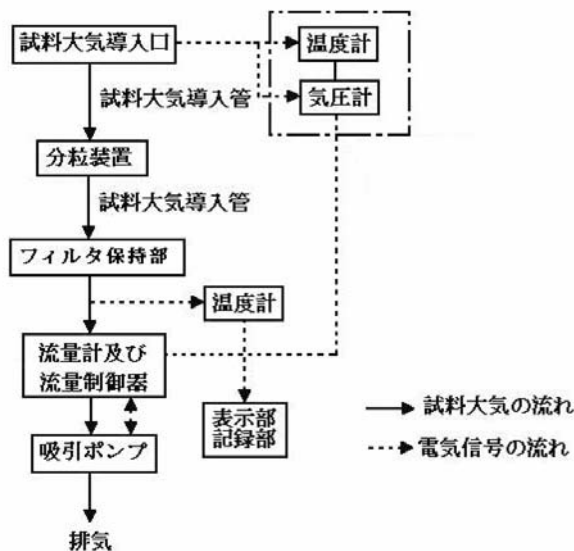 試料大気導入口
温度計
試料大気導入管
気圧計
分粒装置
試料大気導入管
フィルタ保持部
温度計
流量計及び
流量制御器
表示部
記録部
試料大気の流れ
吸引ポンプ
電気信号の流れ
排気